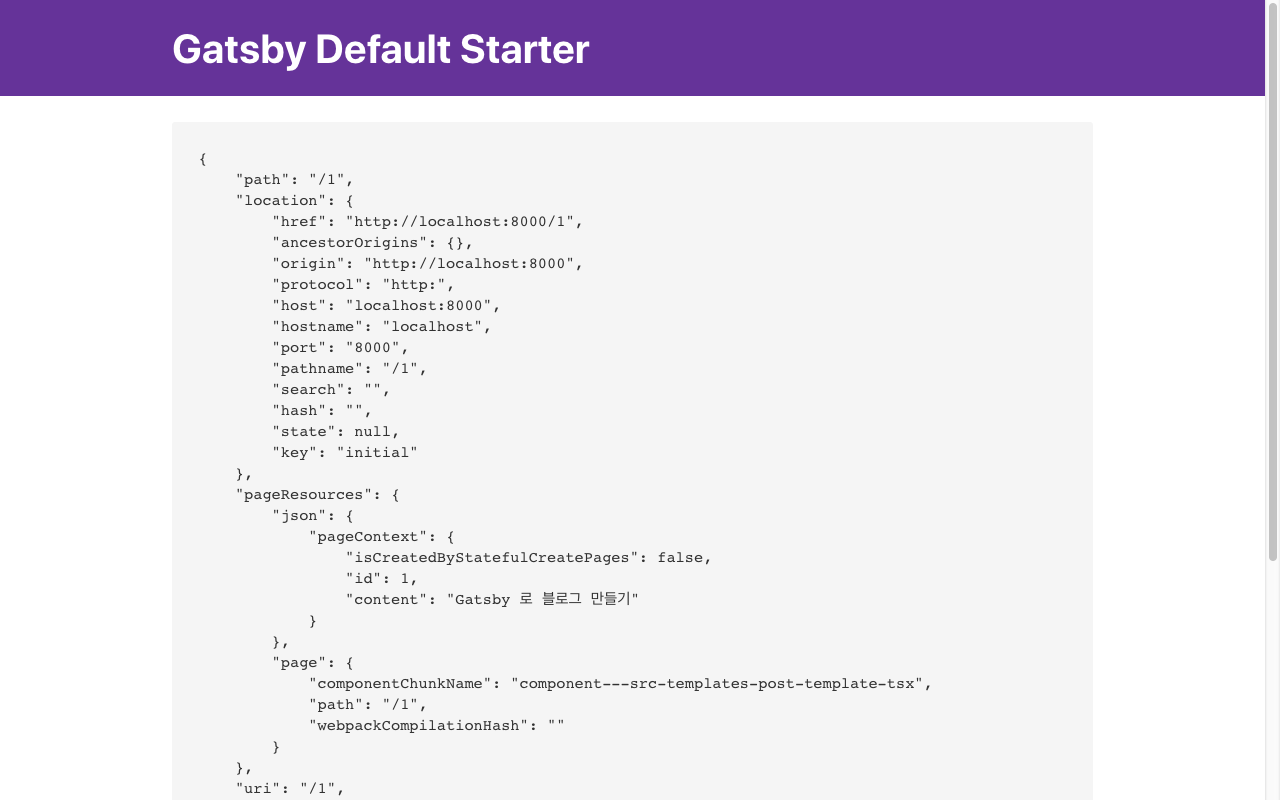 Gatsby Default Starter
{
    "path": "/1",
    "location": {
        "href": "http://localhost:8000/1",
        "ancestorOrigins": {},
        "origin": "http://localhost:8000",
        "protocol": "http:",
        "host": "localhost:8000",
        "hostname": "localhost",
        "port": "8000",
        "pathname": "/1",
        "search": "",
        "hash": "",
        "state": null,
        "key": "initial"
    },
    "pageResources": {
        "json": {
            "pageContext": {
                "isCreatedByStatefulCreatePages": false,
                "id": 1,
                "content": "Gatsby 로 블로그 만들기"
            }
        },
        "page": {
            "componentChunkName": "component---src-templates-post-template-tsx",
            "path": "/1",
            "webpackCompilationHash": ""
        }
    },
    "uri": "/1",